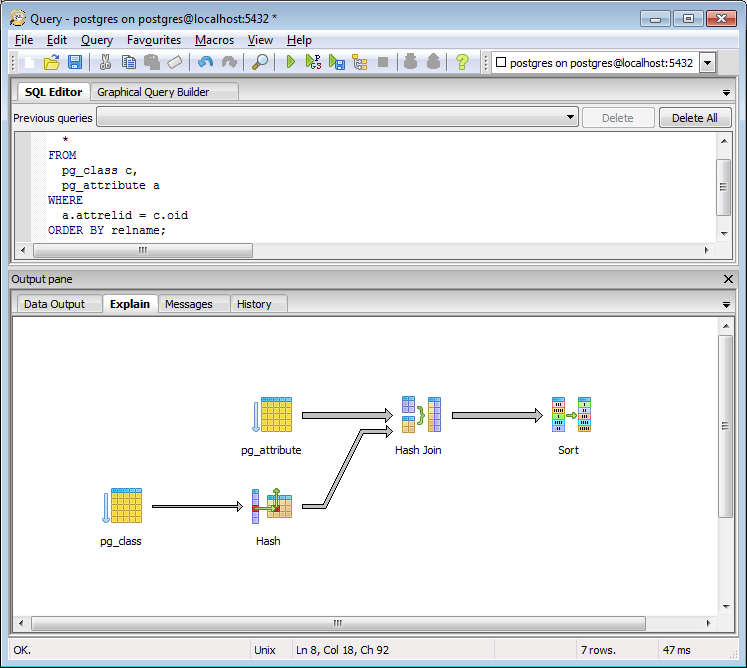 Query - postgres on postgres@localhost:5432 *
File Edit Query Favourites Macros View Help
postgres on postgres@localhost:5432
SQL Editor Graphical Query Builder
Previous queries Delete Delete All
*
FROM
pg_class c,
pg_attribute a
WHERE
a.attrelid = c.oid
ORDER BY relname;
Output pane
Data Output Explain Messages History
pg_attribute Hash Join Sort
pg_class Hash
OK. Unix Ln 8, Col 18, Ch 92 7 rows. 47 ms